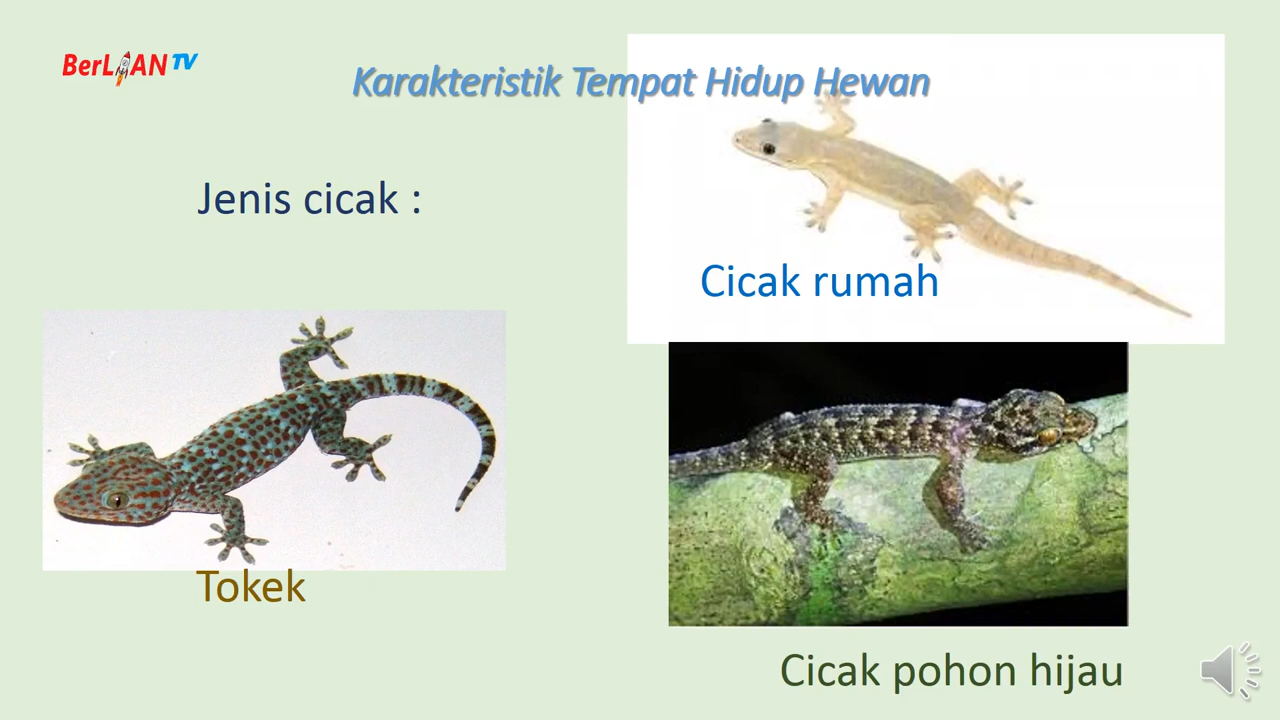 BerLIAN TV
Karakteristik Tempat Hidup Hewan
Jenis cicak :
Cicak rumah
Tokek
Cicak pohon hijau